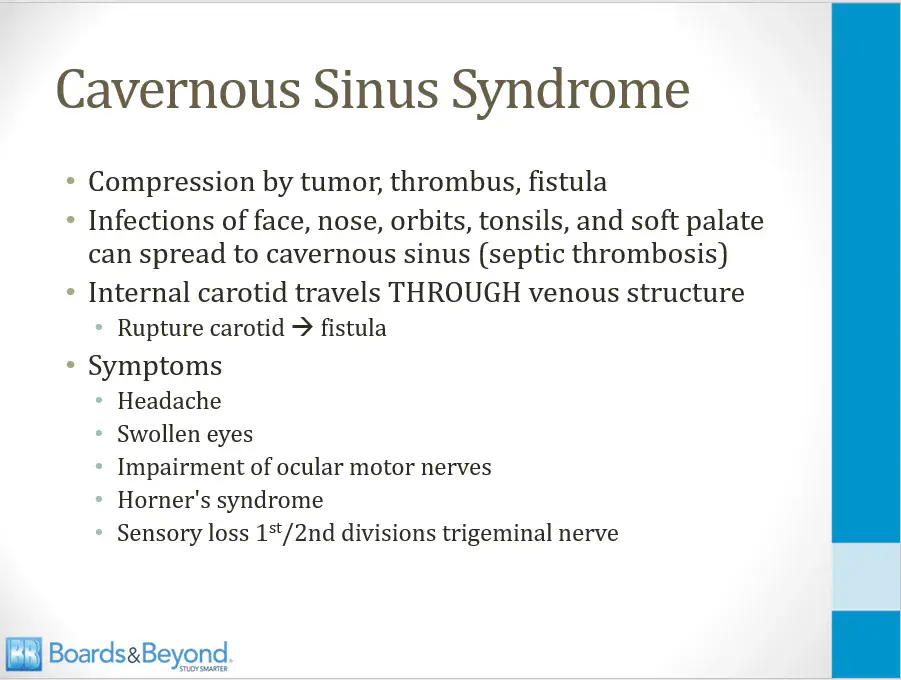 Cavernous Sinus Syndrome
• Compression by tumor, thrombus, fistula
• Infections of face, nose, orbits, tonsils, and soft palate
can spread to cavernous sinus (septic thrombosis)
• Internal carotid travels THROUGH venous structure
• Rupture carotid → fistula
• Symptoms
• Headache
• Swollen eyes
• Impairment of ocular motor nerves
• Horner's syndrome
• Sensory loss 1st/2nd divisions trigeminal nerve
BB Boards&Beyond.
STUDY SMARTER